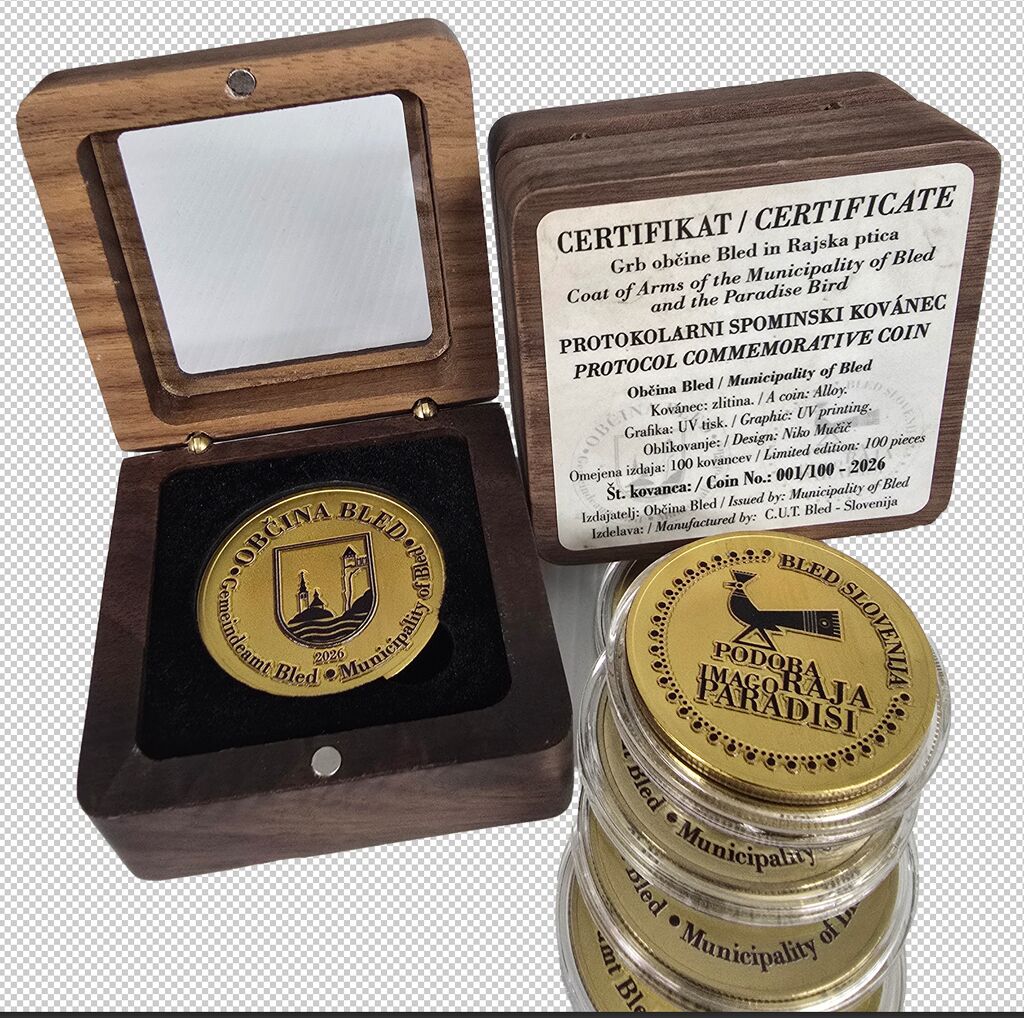 • OBČINA BLED •
Gemeindeamt Bled • Municipality of Bled
2026
CERTIFIKAT / CERTIFICATE
Grb občine Bled in Rajska ptica
Coat of Arms of the Municipality of Bled
and the Paradise Bird
PROTOKOLARNI SPOMINSKI KOVÁNEC
PROTOCOL COMMEMORATIVE COIN
Občina Bled / Municipality of Bled
Kovánec: zlitina. / A coin: Alloy.
Grafika: UV tisk. / Graphic: UV printing.
Oblikovanje: / Design: Niko Mučič
Omejena izdaja: 100 kovancev / Limited edition: 100 pieces
Št. kovanca: / Coin No.: 001/100 - 2026
Izdajatelj: Občina Bled / Issued by: Municipality of Bled
Izdelava: / Manufactured by: C.U.T. Bled - Slovenija
BLED SLOVENIJA
PODOBA
IMAGO RAJA
PARADISI
Bled • Municipality
Bled • Municipality of
Bl